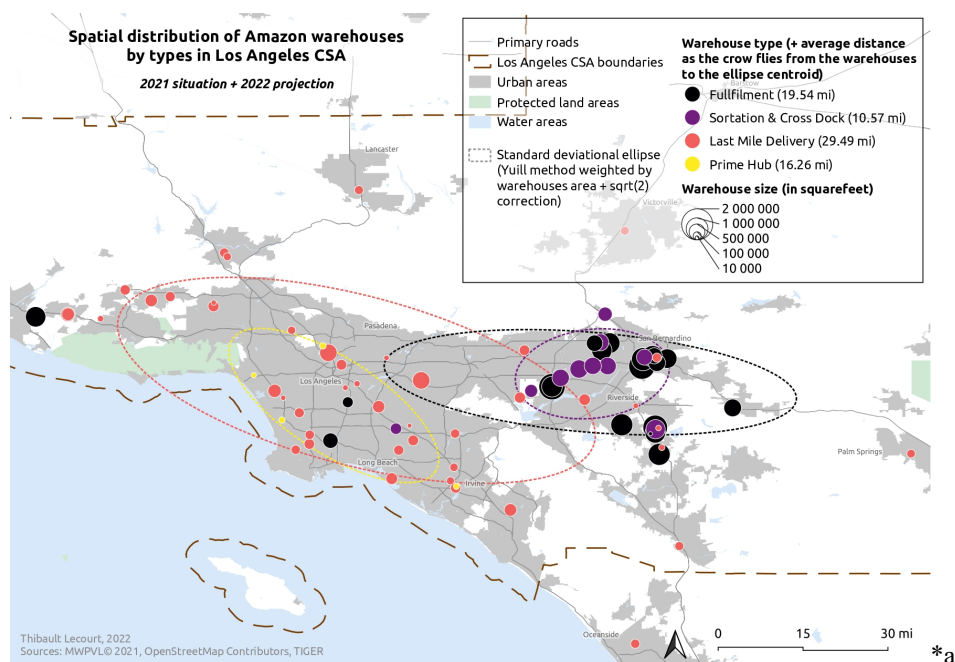 Spatial distribution of Amazon warehouses
by types in Los Angeles CSA
2021 situation + 2022 projection
Primary roads
Los Angeles CSA boundaries
Urban areas
Protected land areas
Water areas
Standard deviational ellipse
(Yuill method weighted by
warehouses area + sqrt(2)
correction)
Warehouse type (+ average distance
as the crow flies from the warehouses
to the ellipse centroid)
Barstow
Fullfilment (19.54 mi)
Sortation & Cross Dock (10.57 mi)
Last Mile Delivery (29.49 mi)
Prime Hub (16.26 mi)
Warehouse size (in squarefeet)
2 000 000
1 000 000
500 000
100 000
10 000
Lancaster
Victorville
Pasadena
San Bernardino
Los Angeles
Riverside
Long Beach
Irvine
Palm Springs
Oceanside
Thibault Lecourt, 2022
Sources: MWPVL© 2021, OpenStreetMap Contributors, TIGER
0 15 30 mi
*a